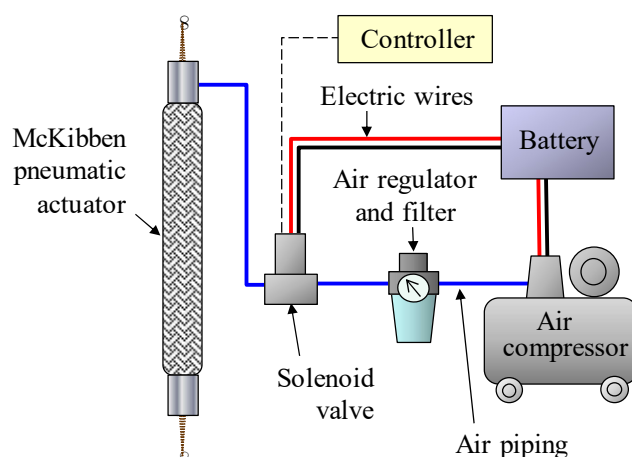 Controller
Electric wires
McKibben
pneumatic
actuator
Battery
Air regulator
and filter
Air
compressor
Solenoid
valve
Air piping